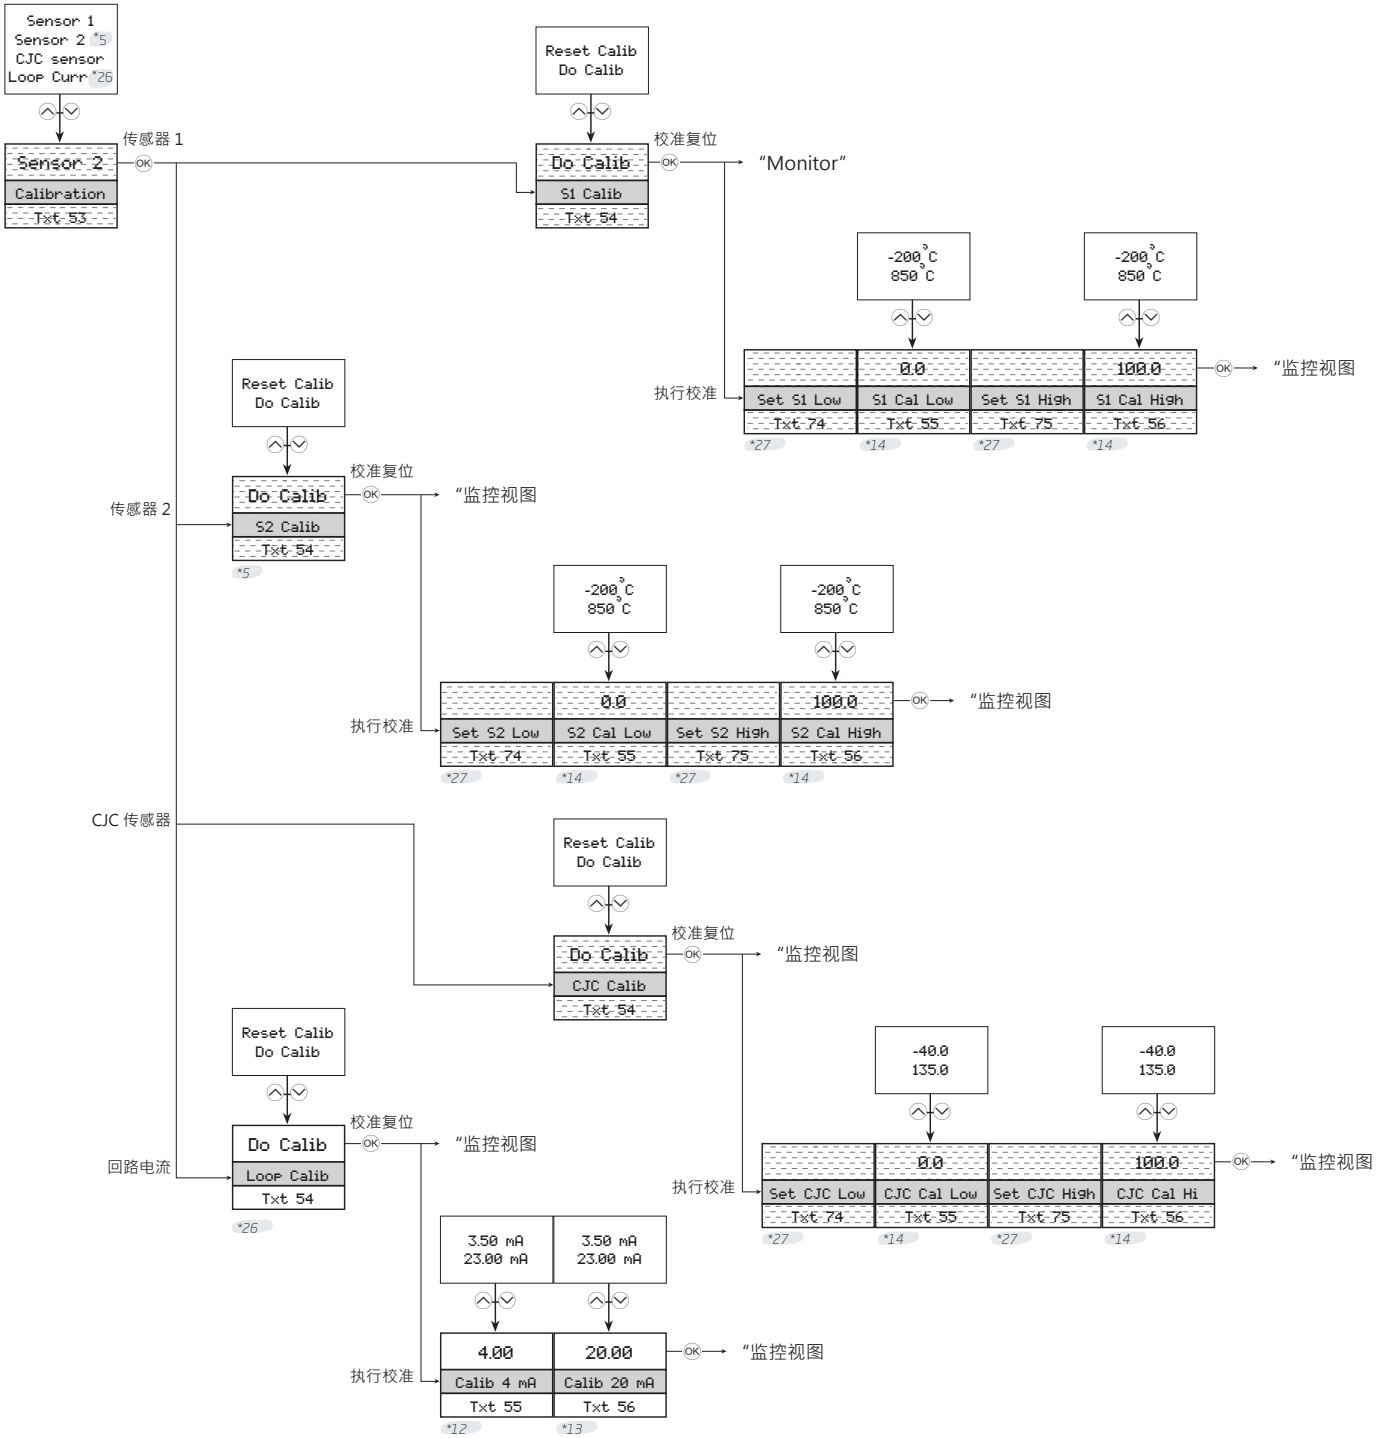 Sensor 1
Sensor 2 *5
CJC sensor
Loop Curr *26
传感器 1
Sensor 2
OK
Calibration
Txt 53
Reset Calib
Do Calib
校准复位
Do Calib
OK
“Monitor”
S1 Calib
Txt 54
-200°C
850°C
-200°C
850°C
执行校准
0.0
100.0
OK
“监控视图
Set S1 Low
S1 Cal Low
Set S1 High
S1 Cal High
Txt 74
Txt 55
Txt 75
Txt 56
*27
*14
*27
*14
Reset Calib
Do Calib
传感器 2
校准复位
Do Calib
OK
“监控视图
S2 Calib
Txt 54
*5
-200°C
850°C
-200°C
850°C
执行校准
0.0
100.0
OK
“监控视图
Set S2 Low
S2 Cal Low
Set S2 High
S2 Cal High
Txt 74
Txt 55
Txt 75
Txt 56
*27
*14
*27
*14
CJC 传感器
Reset Calib
Do Calib
校准复位
Do Calib
OK
“监控视图
CJC Calib
Txt 54
-40.0
135.0
-40.0
135.0
执行校准
0.0
100.0
OK
“监控视图
Set CJC Low
CJC Cal Low
Set CJC High
CJC Cal Hi
Txt 74
Txt 55
Txt 75
Txt 56
*27
*14
*27
*14
Reset Calib
Do Calib
回路电流
校准复位
Do Calib
OK
“监控视图
Loop Calib
Txt 54
*26
3.50 mA
23.00 mA
3.50 mA
23.00 mA
执行校准
4.00
20.00
OK
“监控视图
Calib 4 mA
Calib 20 mA
Txt 55
Txt 56
*12
*13